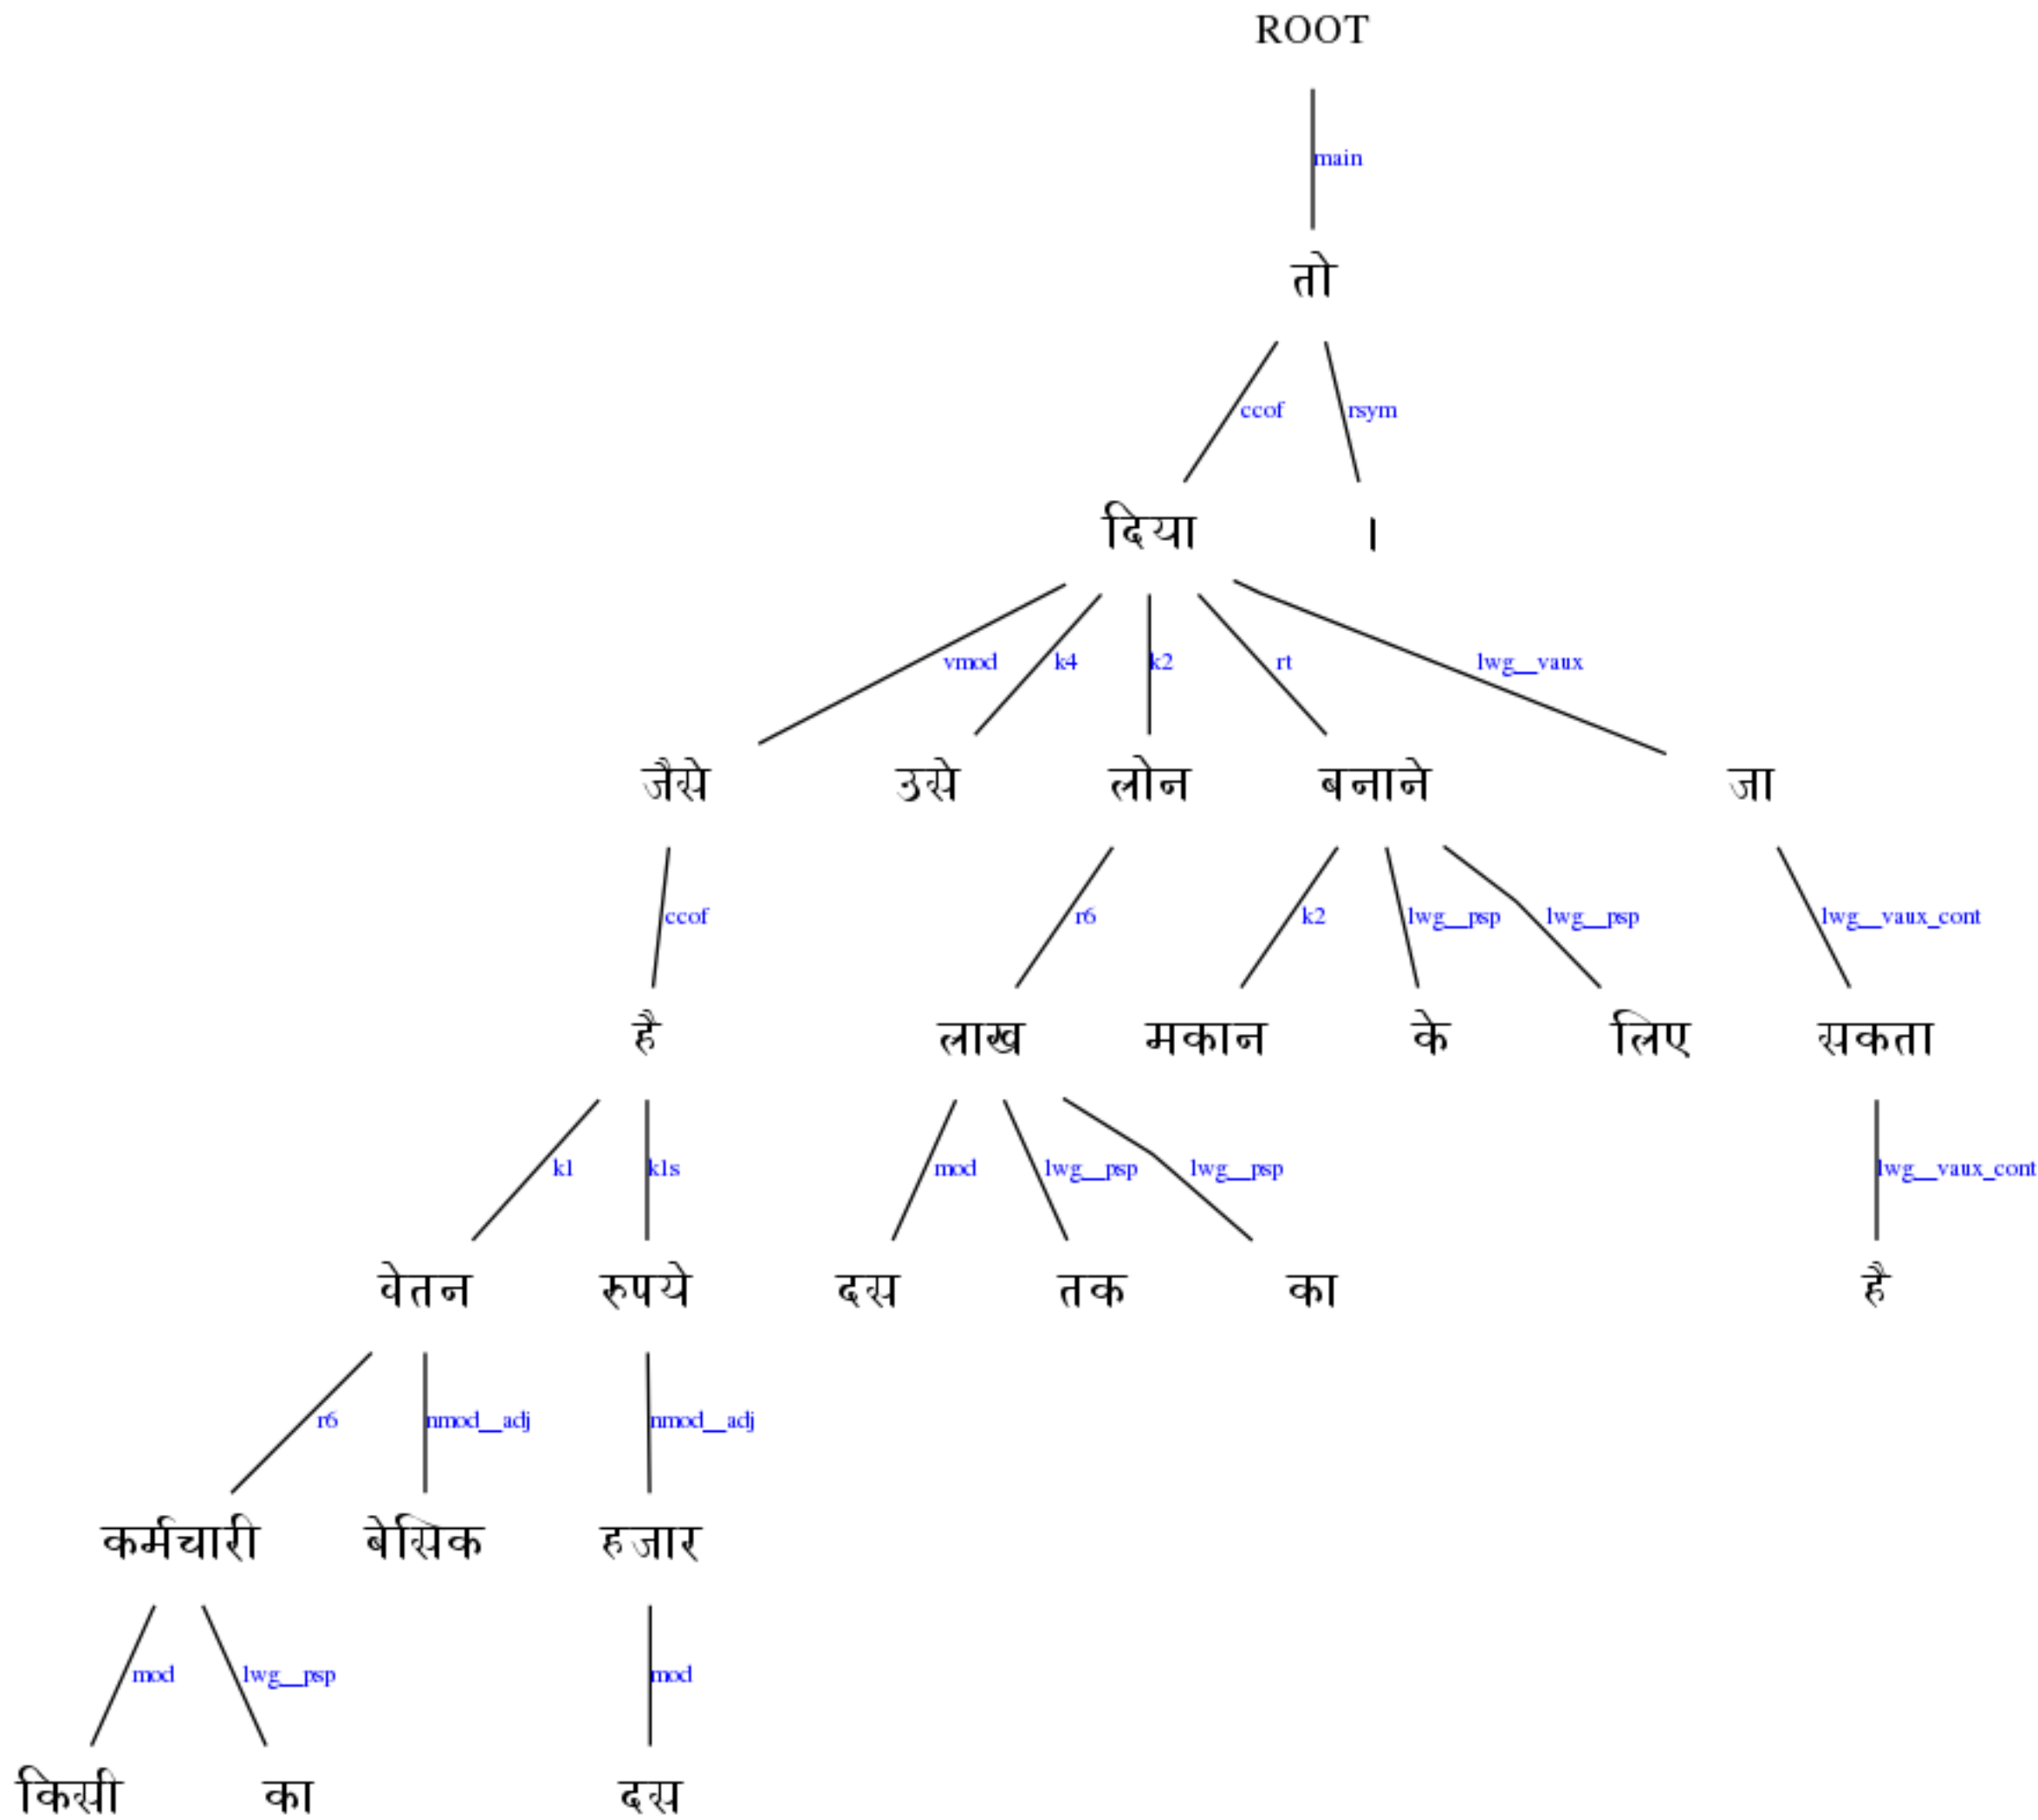 ROOT
main
तो
ccof rsym
दिया ।
vmod k4 k2 rt lwg__vaux
जैसे उसे लोन बनाने जा
ccof r6 k2 lwg__psp lwg__psp lwg__vaux_cont
है लाख मकान के लिए सकता
k1 k1s mod lwg__psp lwg__psp lwg__vaux_cont
वेतन रुपये दस तक का है
r6 nmod__adj nmod__adj
कर्मचारी बेसिक हजार
mod lwg__psp mod
किसी का दस